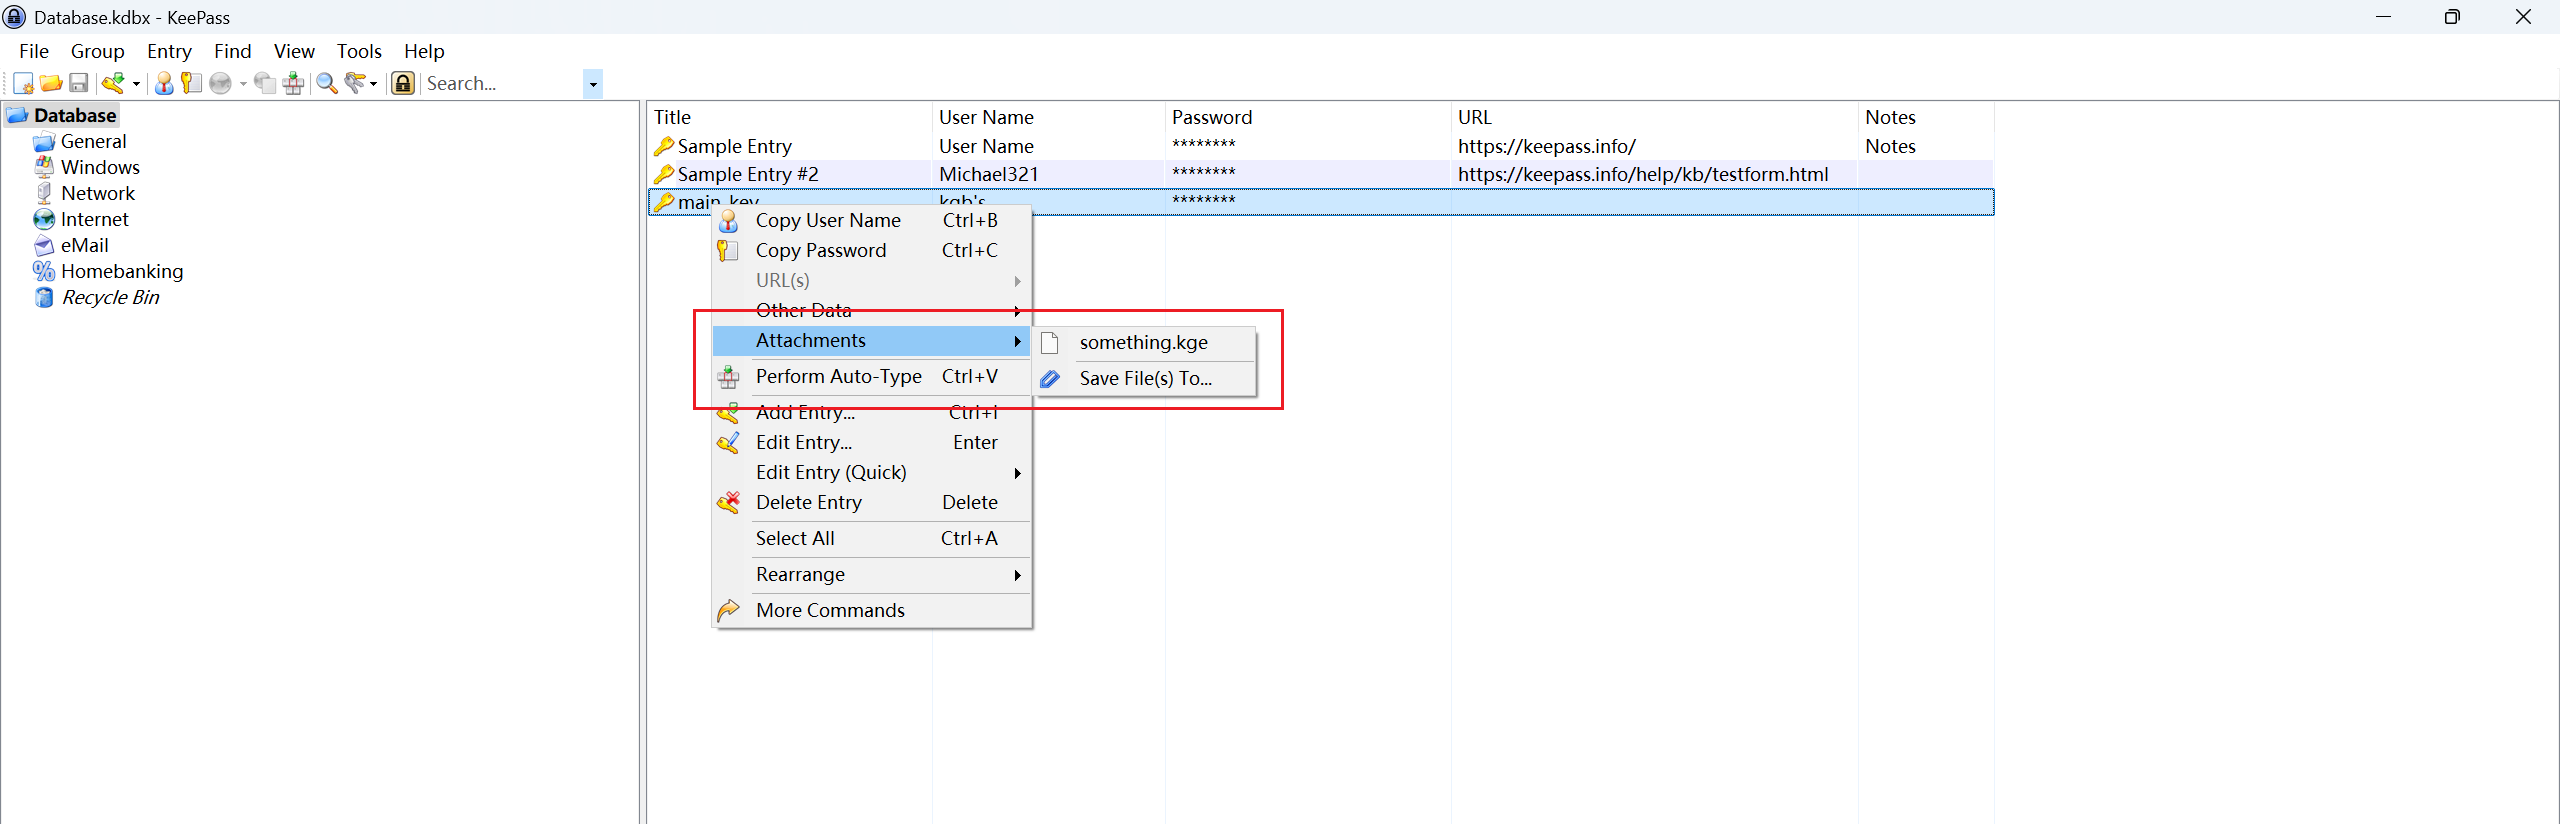 Database.kdbx - KeePass
File Group Entry Find View Tools Help
Search...
Database
General
Windows
Network
Internet
eMail
Homebanking
Recycle Bin
Title User Name Password URL Notes
Sample Entry User Name ******** https://keepass.info/ Notes
Sample Entry #2 Michael321 ******** https://keepass.info/help/kb/testform.html
main_key kgb's ********
Copy User Name Ctrl+B
Copy Password Ctrl+C
URL(s)
Other Data
Attachments
something.kge
Save File(s) To...
Perform Auto-Type Ctrl+V
Add Entry... Ctrl+I
Edit Entry... Enter
Edit Entry (Quick)
Delete Entry Delete
Select All Ctrl+A
Rearrange
More Commands